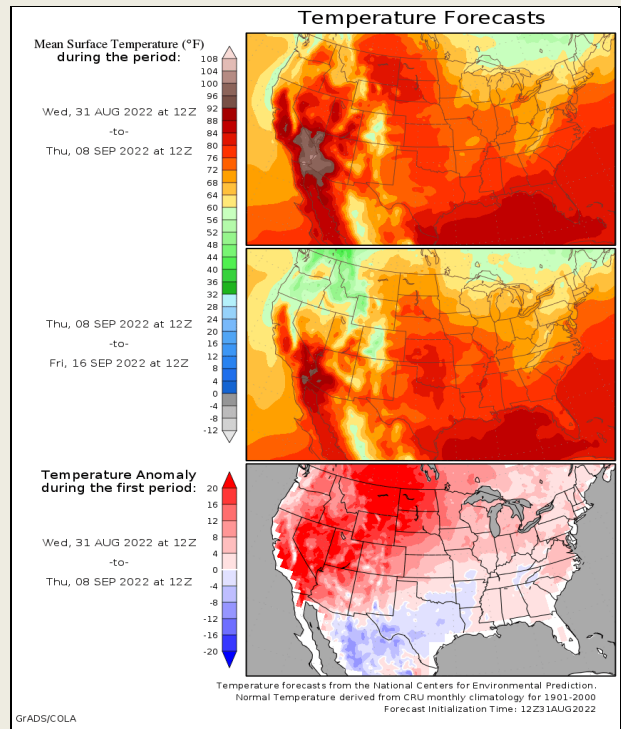 Temperature Forecasts
Mean Surface Temperature (°F)
during the period:
Wed, 31 AUG 2022 at 12Z
-to-
Thu, 08 SEP 2022 at 12Z
108
104
100
96
92
88
84
80
76
72
68
64
60
56
52
48
44
40
36
32
28
24
20
16
12
8
4
0
-4
-8
-12
Thu, 08 SEP 2022 at 12Z
-to-
Fri, 16 SEP 2022 at 12Z
Temperature Anomaly
during the first period:
Wed, 31 AUG 2022 at 12Z
-to-
Thu, 08 SEP 2022 at 12Z
20
16
12
8
4
0
-4
-8
-12
-16
-20
Temperature forecasts from the National Centers for Environmental Prediction.
Normal Temperature derived from CRU monthly climatology for 1901-2000
Forecast Initialization Time: 12Z31AUG2022
GrADS/COLA